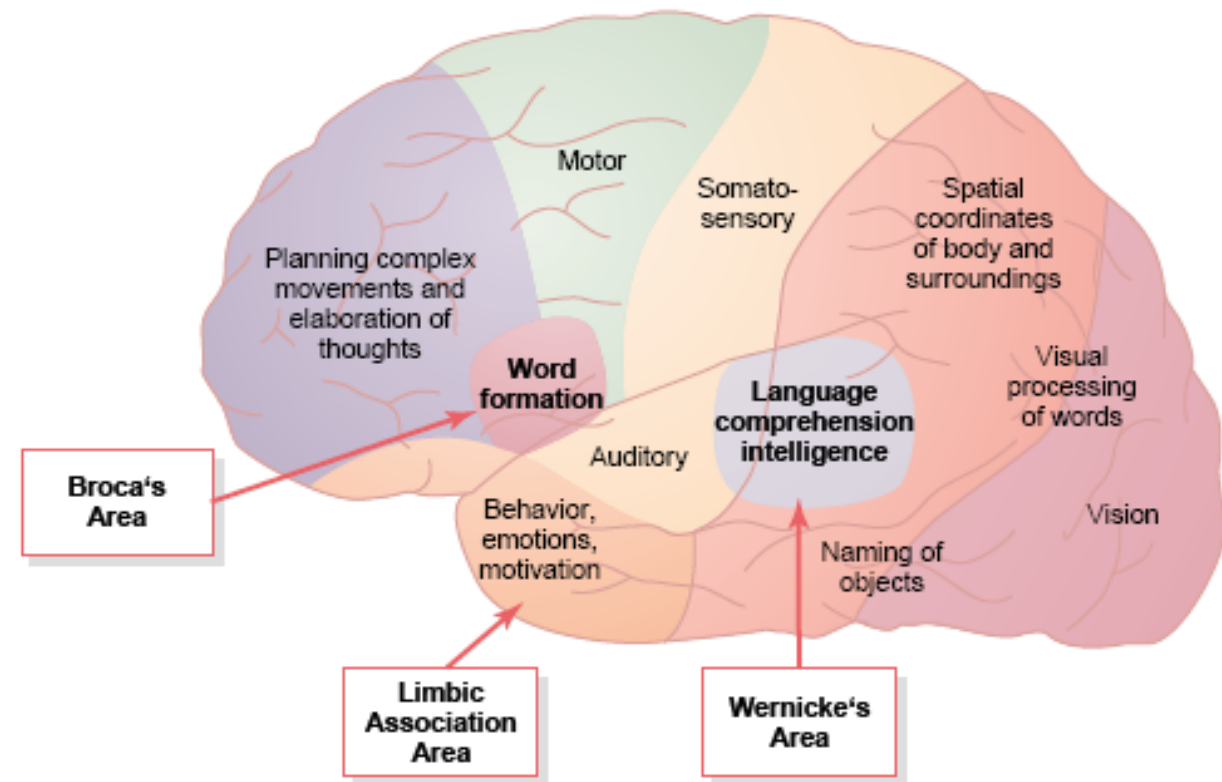 Motor
Somato-
sensory
Spatial
coordinates
of body and
surroundings
Planning complex
movements and
elaboration of
thoughts
Word
formation
Visual
processing
of words
Language
comprehension
intelligence
Auditory
Broca‘s
Area
Behavior,
emotions,
motivation
Vision
Naming of
objects
Limbic
Association
Area
Wernicke‘s
Area